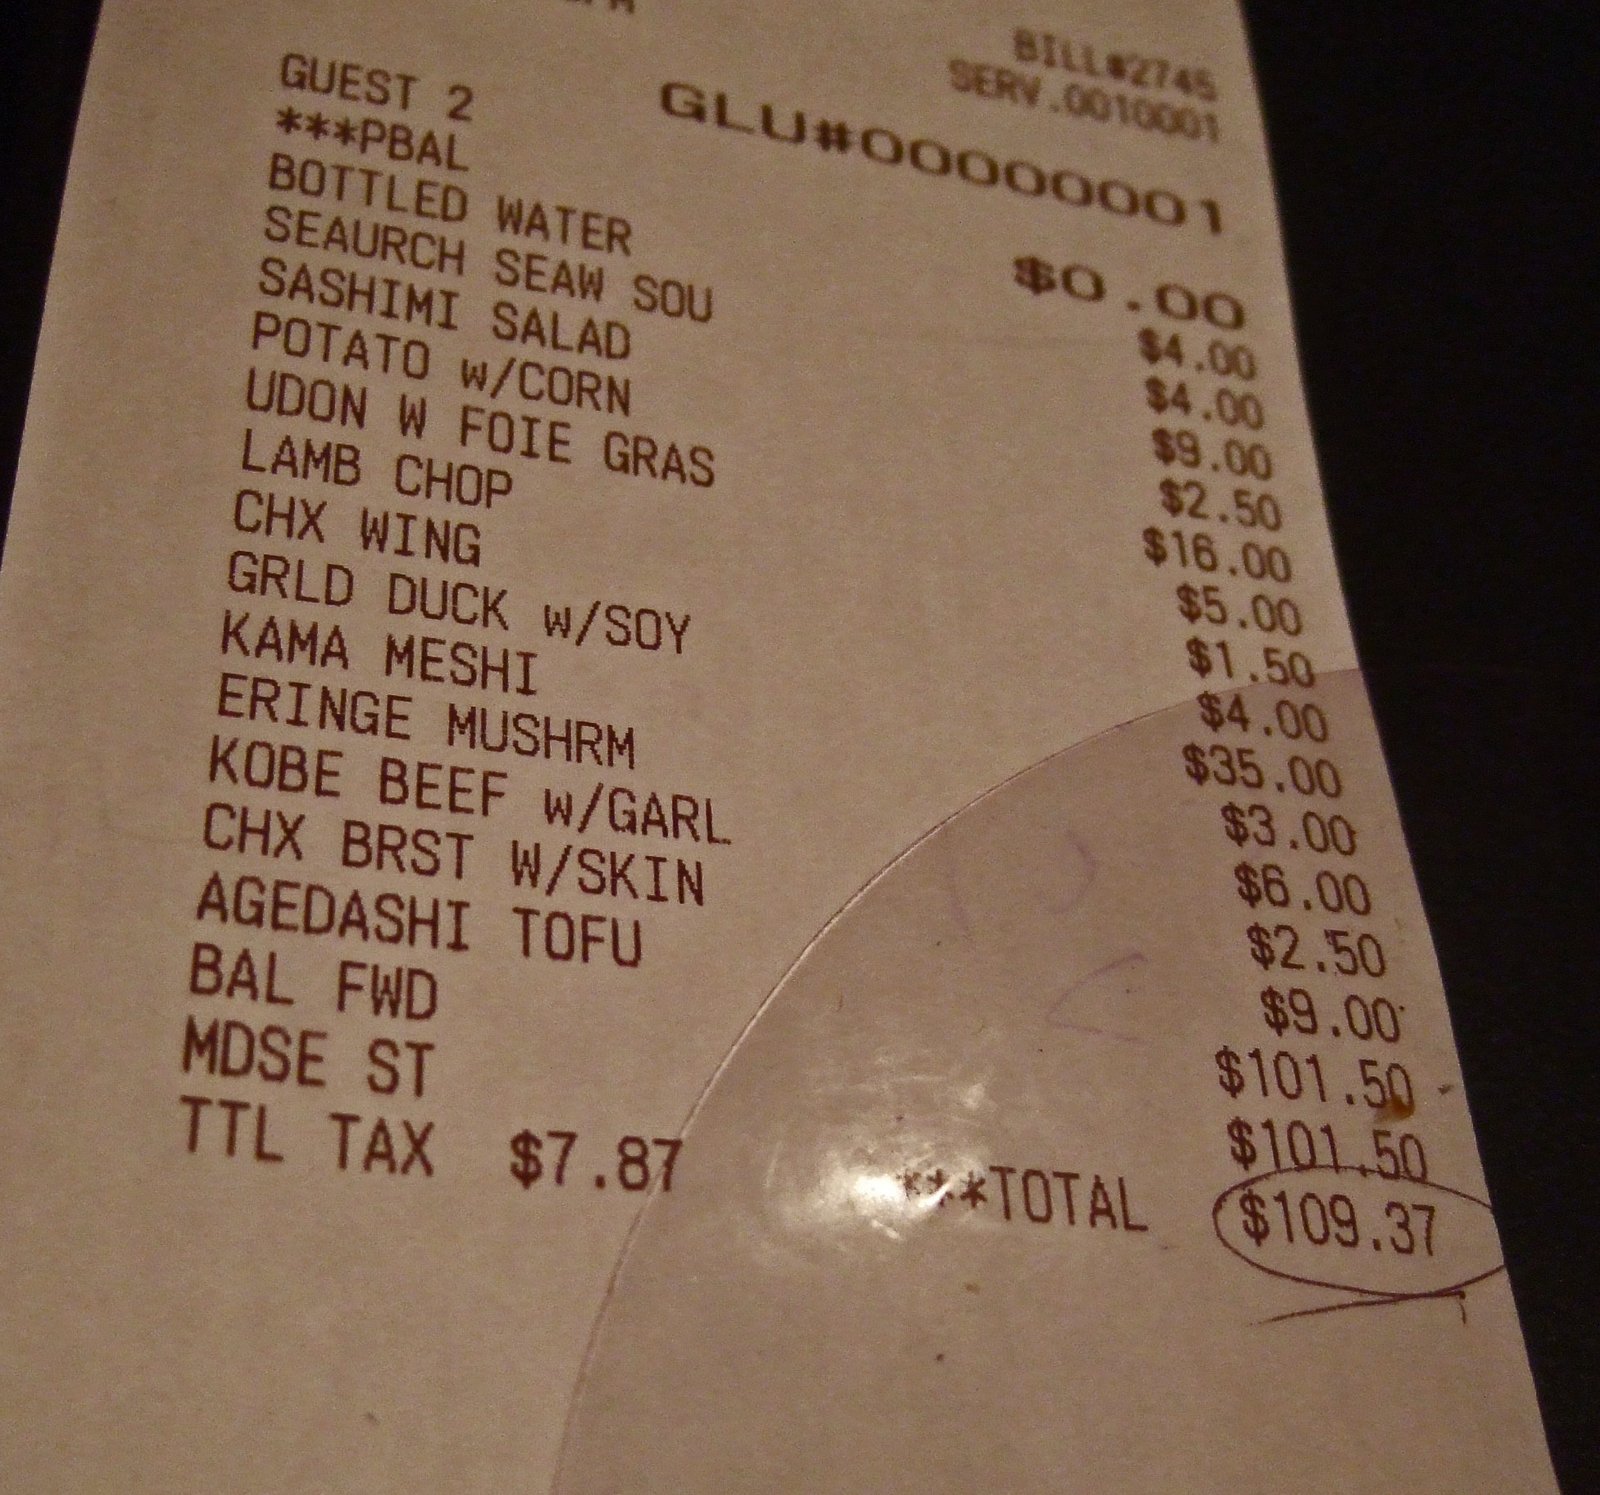 BILL#2745
SERV.0010001
GUEST 2 GLU#00000001
***PBAL $0.00
BOTTLED WATER $4.00
SEAURCH SEAW SOU $4.00
SASHIMI SALAD $9.00
POTATO w/CORN $2.50
UDON W FOIE GRAS $16.00
LAMB CHOP $5.00
CHX WING $1.50
GRLD DUCK w/SOY $4.00
KAMA MESHI $35.00
ERINGE MUSHRM $3.00
KOBE BEEF w/GARL $6.00
CHX BRST W/SKIN $2.50
AGEDASHI TOFU $9.00
BAL FWD $101.50
MDSE ST $101.50
TTL TAX $7.87 ***TOTAL $109.37